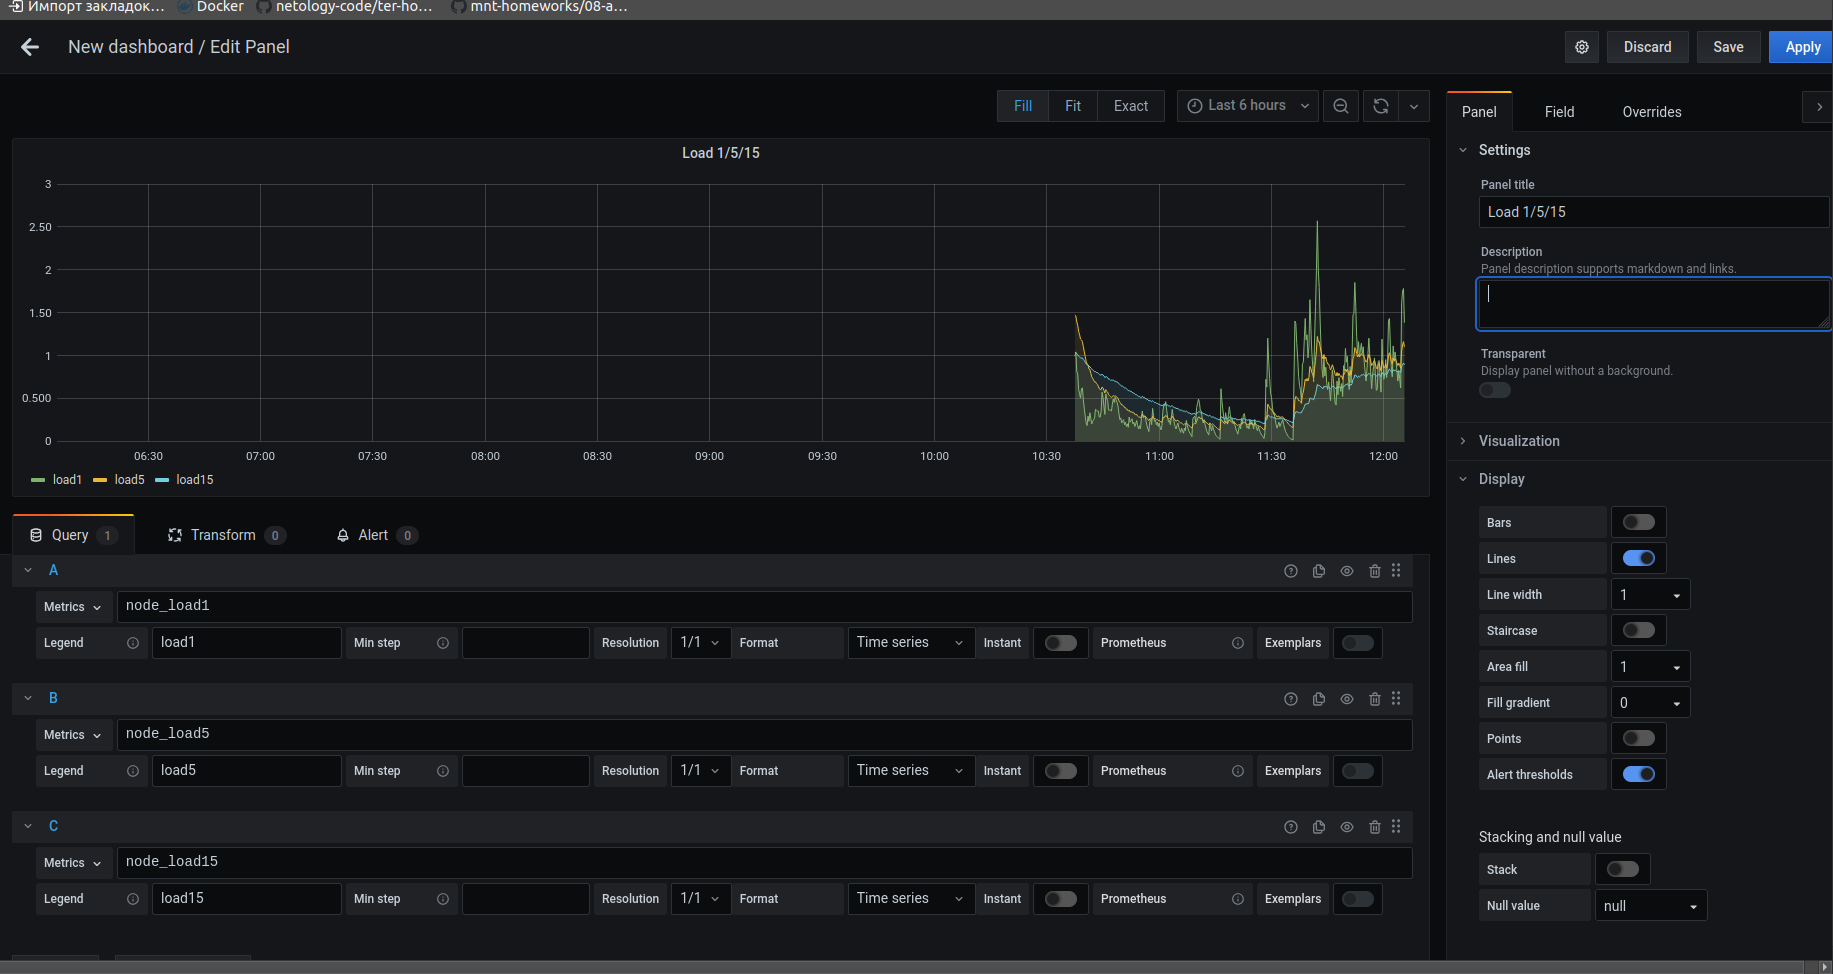 Импорт закладок... Docker netology-code/ter-ho... mnt-homeworks/08-a...
New dashboard / Edit Panel
Discard Save Apply
Fill Fit Exact Last 6 hours
Panel Field Overrides
Load 1/5/15
3
2.50
2
1.50
1
0.500
0
06:30 07:00 07:30 08:00 08:30 09:00 09:30 10:00 10:30 11:00 11:30 12:00
load1 load5 load15
Query 1 Transform 0 Alert 0
A
Metrics node_load1
Legend load1 Min step Resolution 1/1 Format Time series Instant Prometheus Exemplars
B
Metrics node_load5
Legend load5 Min step Resolution 1/1 Format Time series Instant Prometheus Exemplars
C
Metrics node_load15
Legend load15 Min step Resolution 1/1 Format Time series Instant Prometheus Exemplars
Settings
Panel title
Load 1/5/15
Description
Panel description supports markdown and links.
Transparent
Display panel without a background.
Visualization
Display
Bars
Lines
Line width 1
Staircase
Area fill 1
Fill gradient 0
Points
Alert thresholds
Stacking and null value
Stack
Null value null